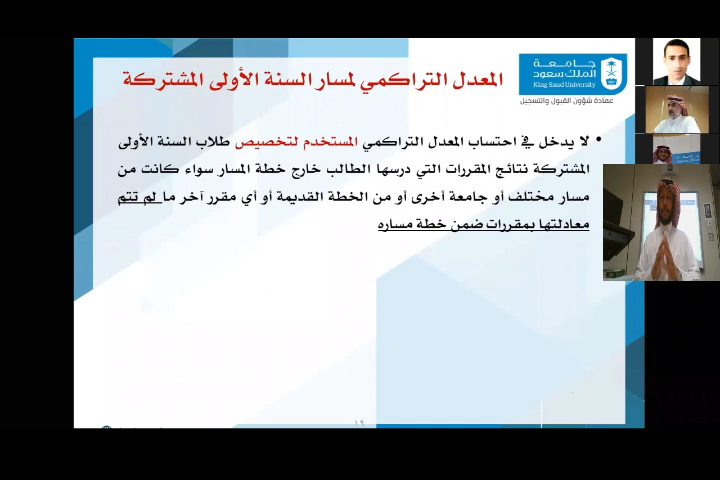 المعدل التراكمي لمسار السنة الأولى المشتركة
جامعة
الملك سعود
King Saud University
عمادة شؤون القبول والتسجيل
• لا يدخل في احتساب المعدل التراكمي المستخدم لتخصيص طلاب السنة الأولى
المشتركة نتائج المقررات التي درسها الطالب خارج خطة المسار سواء كانت من
مسار مختلف أو جامعة أخرى أو من الخطة القديمة أو أي مقرر آخر ما لم تتم
معادلتها بمقررات ضمن خطة مساره
١٩